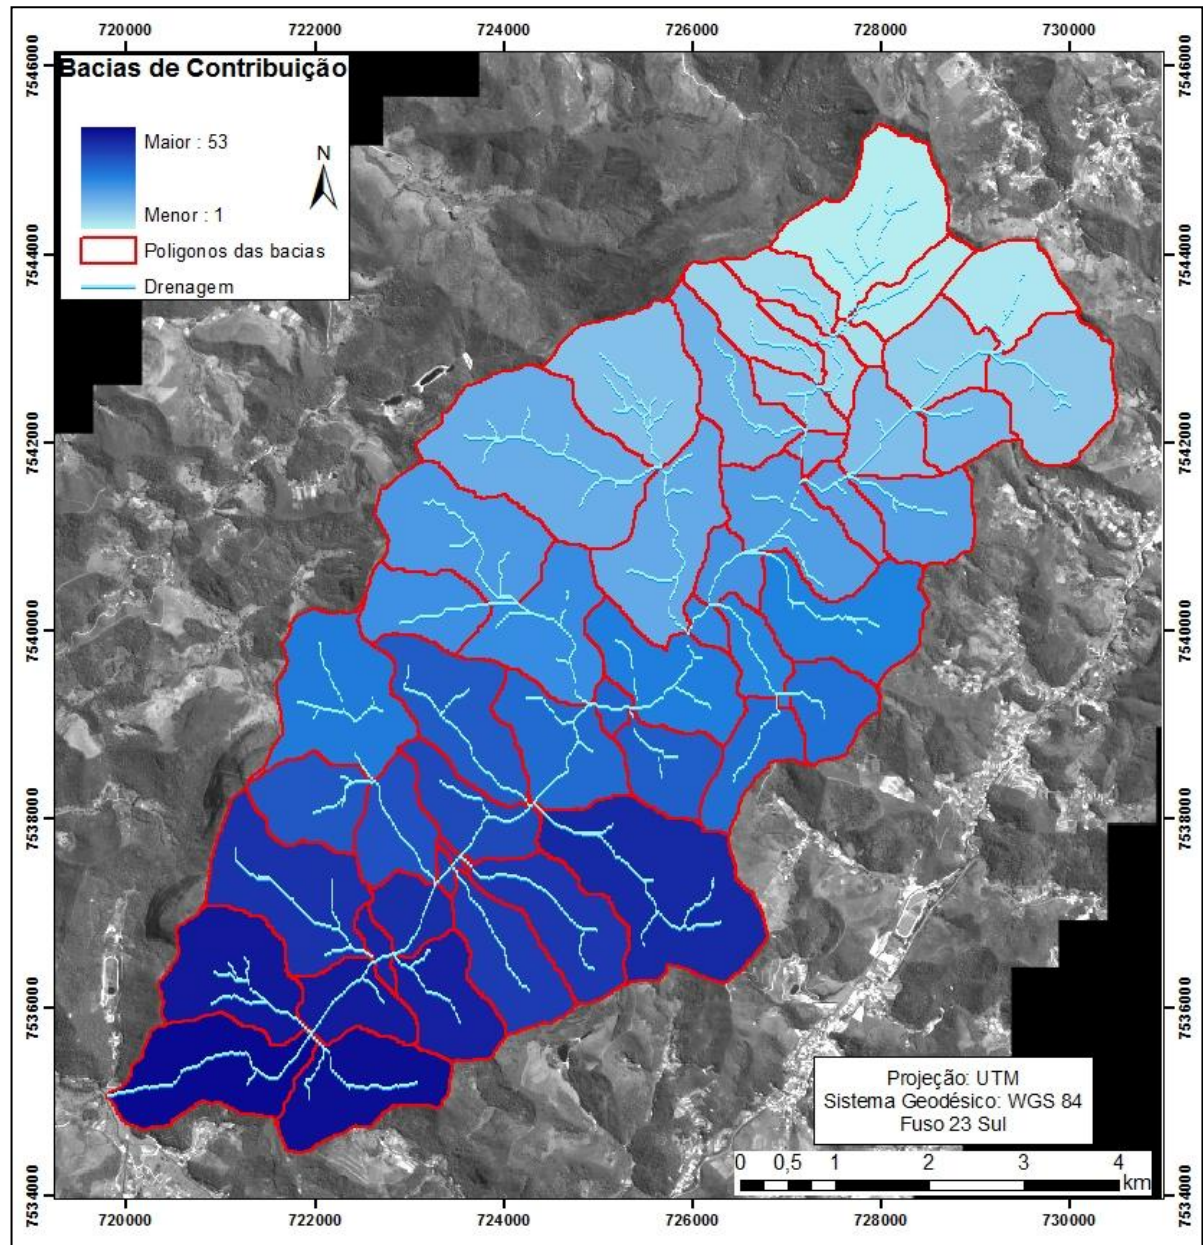 720000 722000 724000 726000 728000 730000
7546000
7544000
7542000
7540000
7538000
7536000
7534000
Bacias de Contribuição
Maior : 53
Menor : 1
N
Polígonos das bacias
Drenagem
7546000
7544000
7542000
7540000
7538000
7536000
7534000
Projeção: UTM
Sistema Geodésico: WGS 84
Fuso 23 Sul
0 0,5 1 2 3 4
km
720000 722000 724000 726000 728000 730000